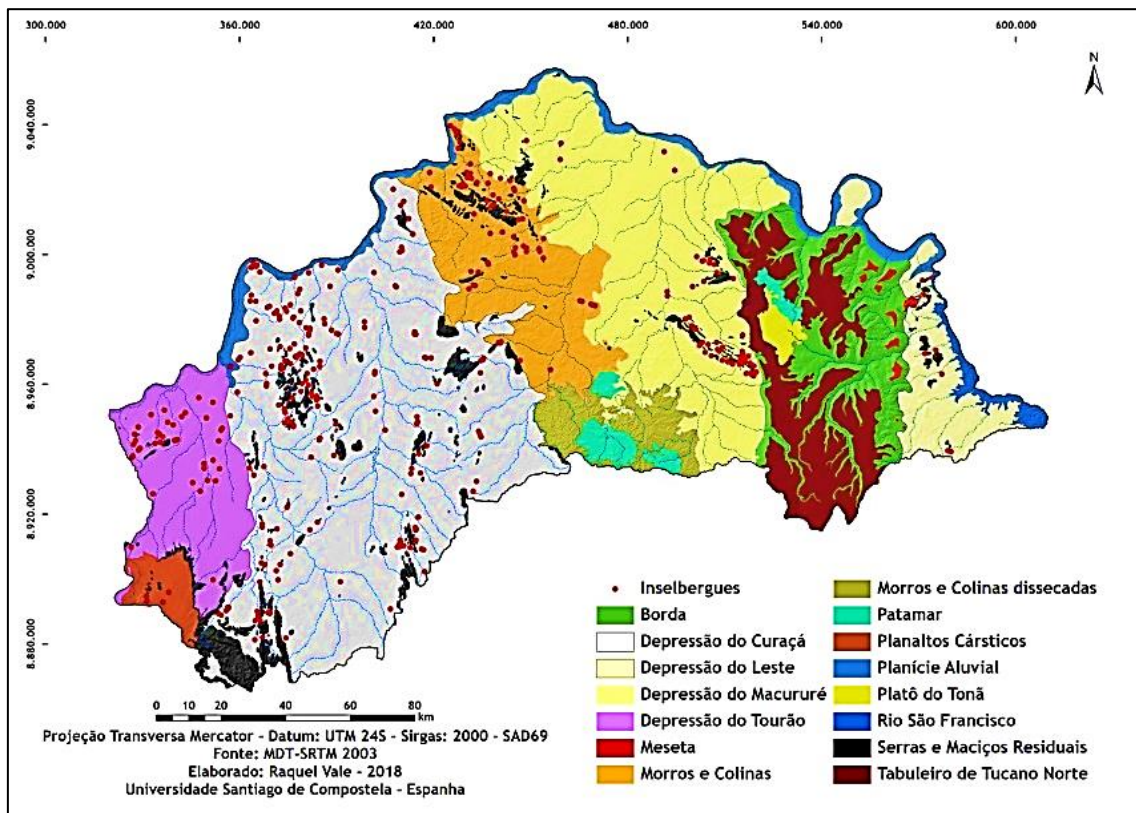 300.000 360.000 420.000 480.000 540.000 600.000
N
9.040.000
9.000.000
8.960.000
8.920.000
8.880.000
0 10 20 40 60 80
km
Projeção Transversa Mercator - Datum: UTM 24S - Sirgas: 2000 - SAD69
Fonte: MDT-SRTM 2003
Elaborado: Raquel Vale - 2018
Universidade Santiago de Compostela - Espanha
Inselbergues
Borda
Depressão do Curaçá
Depressão do Leste
Depressão do Macururé
Depressão do Tourão
Meseta
Morros e Colinas
Morros e Colinas dissecadas
Patamar
Planaltos Cársticos
Planície Aluvial
Platô do Tonã
Rio São Francisco
Serras e Maciços Residuais
Tabuleiro de Tucano Norte